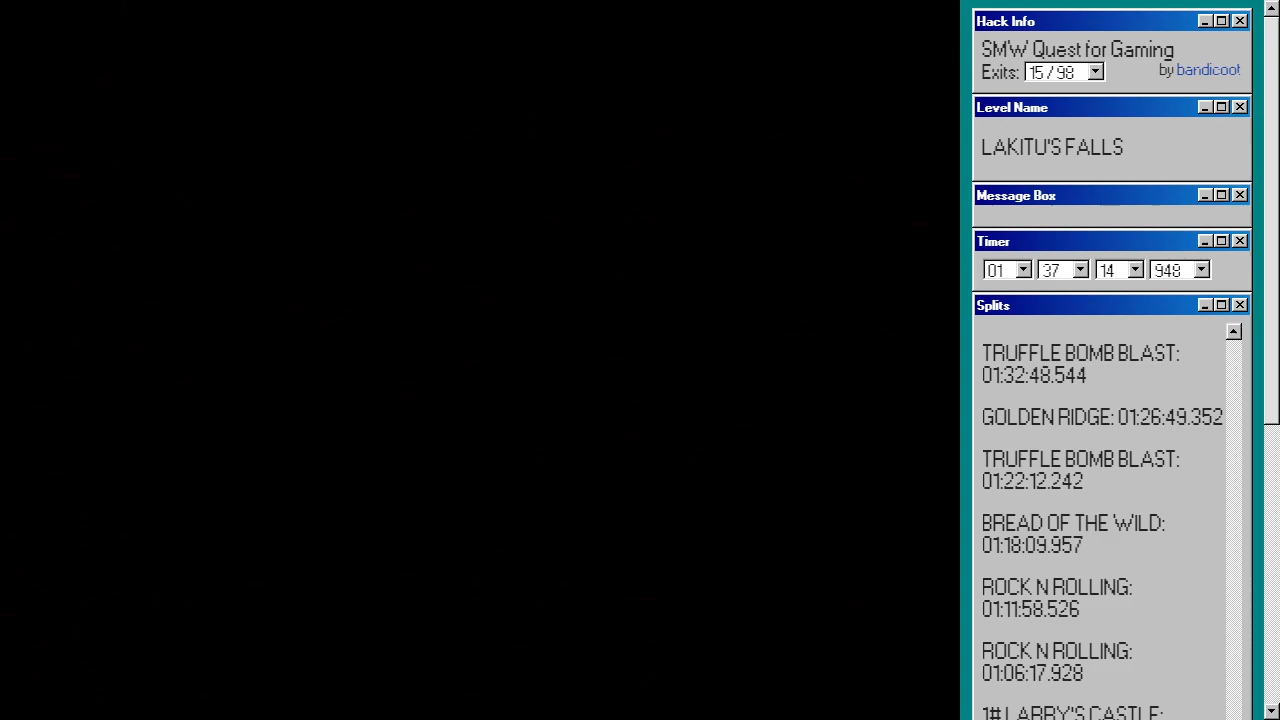 Hack Info
SMW Quest for Gaming
Exits: 15 / 98
by bandicoot
Level Name
LAKITU'S FALLS
Message Box
Timer
01 37 14 948
Splits
TRUFFLE BOMB BLAST:
01:32:48.544
GOLDEN RIDGE: 01:26:49.352
TRUFFLE BOMB BLAST:
01:22:12.242
BREAD OF THE WILD:
01:18:09.957
ROCK N ROLLING:
01:11:58.526
ROCK N ROLLING:
01:06:17.928
1# LARRY'S CASTLE: